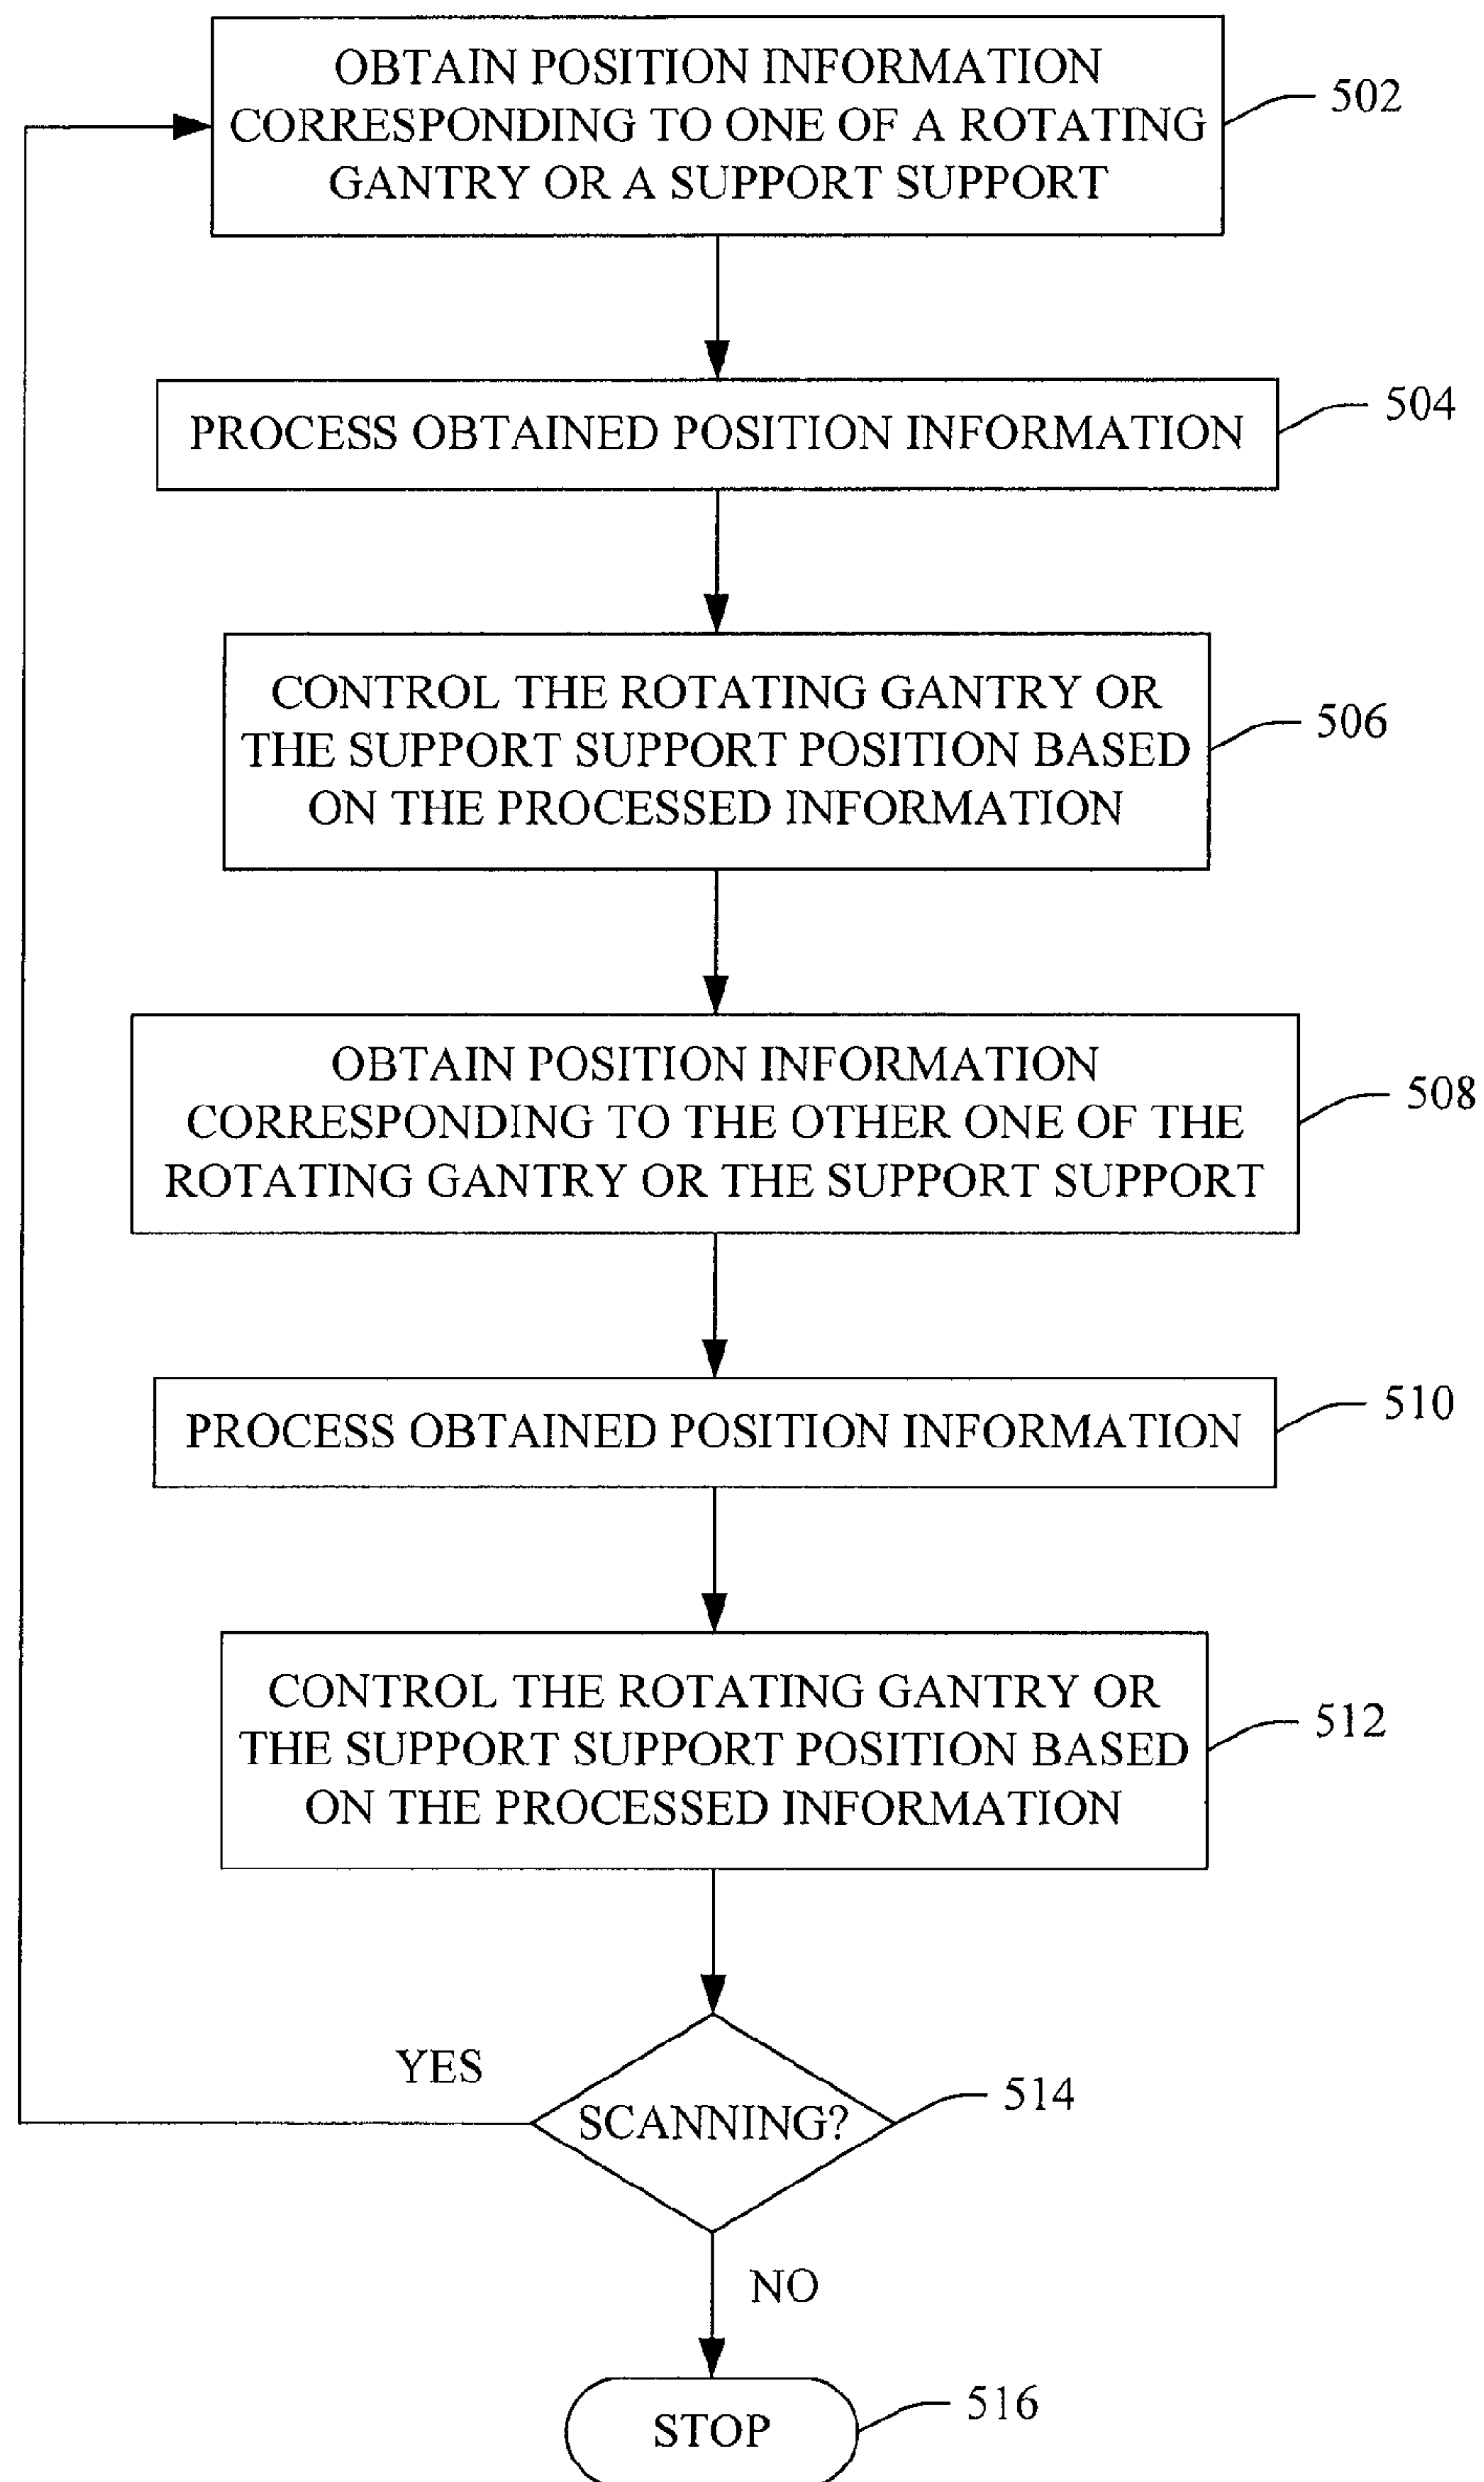 OBTAIN POSITION INFORMATION
CORRESPONDING TO ONE OF A ROTATING
GANTRY OR A SUPPORT SUPPORT
502
PROCESS OBTAINED POSITION INFORMATION
504
CONTROL THE ROTATING GANTRY OR
THE SUPPORT SUPPORT POSITION BASED
ON THE PROCESSED INFORMATION
506
OBTAIN POSITION INFORMATION
CORRESPONDING TO THE OTHER ONE OF THE
ROTATING GANTRY OR THE SUPPORT SUPPORT
508
PROCESS OBTAINED POSITION INFORMATION
510
CONTROL THE ROTATING GANTRY OR
THE SUPPORT SUPPORT POSITION BASED
ON THE PROCESSED INFORMATION
512
YES
SCANNING?
514
NO
STOP
516